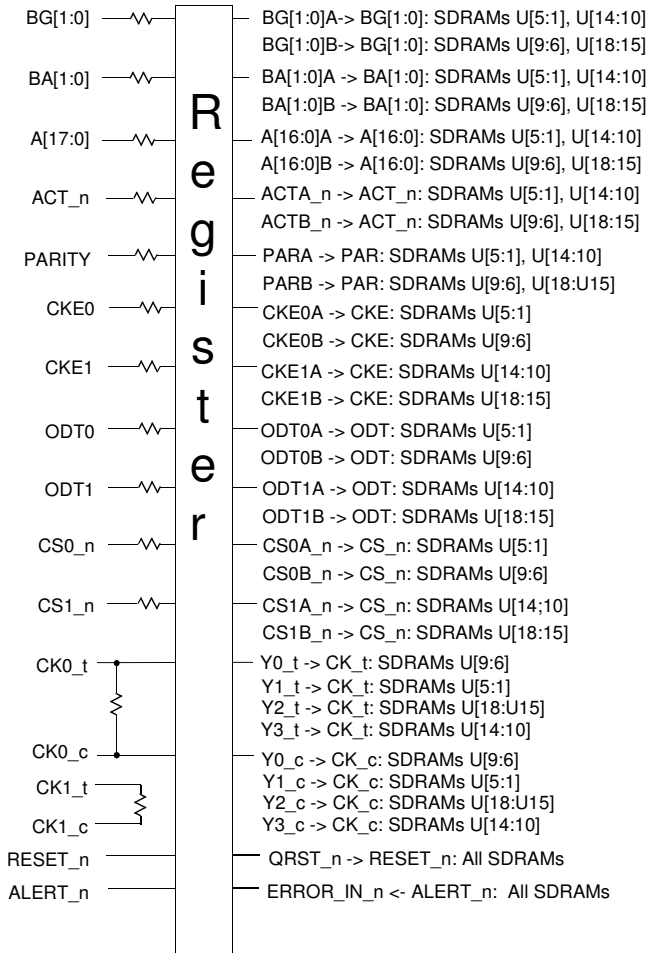 BG[1:0] BG[1:0]A-> BG[1:0]: SDRAMs U[5:1], U[14:10]
BG[1:0]B-> BG[1:0]: SDRAMs U[9:6], U[18:15]
BA[1:0] BA[1:0]A -> BA[1:0]: SDRAMs U[5:1], U[14:10]
BA[1:0]B -> BA[1:0]: SDRAMs U[9:6], U[18:15]
A[17:0] A[16:0]A -> A[16:0]: SDRAMs U[5:1], U[14:10]
A[16:0]B -> A[16:0]: SDRAMs U[9:6], U[18:15]
ACT_n ACTA_n -> ACT_n: SDRAMs U[5:1], U[14:10]
ACTB_n -> ACT_n: SDRAMs U[9:6], U[18:15]
PARITY PARA -> PAR: SDRAMs U[5:1], U[14:10]
PARB -> PAR: SDRAMs U[9:6], U[18:U15]
CKE0 CKE0A -> CKE: SDRAMs U[5:1]
CKE0B -> CKE: SDRAMs U[9:6]
CKE1 CKE1A -> CKE: SDRAMs U[14:10]
CKE1B -> CKE: SDRAMs U[18:15]
ODT0 ODT0A -> ODT: SDRAMs U[5:1]
ODT0B -> ODT: SDRAMs U[9:6]
ODT1 ODT1A -> ODT: SDRAMs U[14:10]
ODT1B -> ODT: SDRAMs U[18:15]
CS0_n CS0A_n -> CS_n: SDRAMs U[5:1]
CS0B_n -> CS_n: SDRAMs U[9:6]
CS1_n CS1A_n -> CS_n: SDRAMs U[14;10]
CS1B_n -> CS_n: SDRAMs U[18:15]
CK0_t Y0_t -> CK_t: SDRAMs U[9:6]
Y1_t -> CK_t: SDRAMs U[5:1]
Y2_t -> CK_t: SDRAMs U[18:U15]
Y3_t -> CK_t: SDRAMs U[14:10]
CK0_c Y0_c -> CK_c: SDRAMs U[9:6]
CK1_t Y1_c -> CK_c: SDRAMs U[5:1]
Y2_c -> CK_c: SDRAMs U[18:U15]
CK1_c Y3_c -> CK_c: SDRAMs U[14:10]
RESET_n QRST_n -> RESET_n: All SDRAMs
ALERT_n ERROR_IN_n <- ALERT_n: All SDRAMs
Register